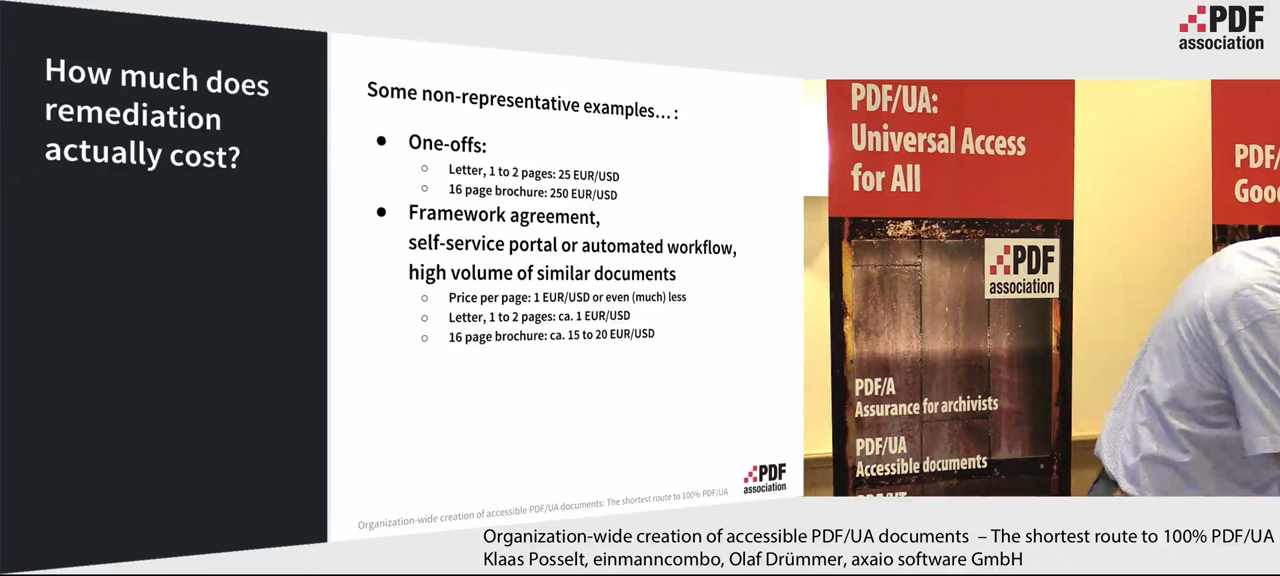 How much does
remediation
actually cost?
Some non-representative examples…:
● One-offs:
○ Letter, 1 to 2 pages: 25 EUR/USD
○ 16 page brochure: 250 EUR/USD
● Framework agreement,
self-service portal or automated workflow,
high volume of similar documents
○ Price per page: 1 EUR/USD or even (much) less
○ Letter, 1 to 2 pages: ca. 1 EUR/USD
○ 16 page brochure: ca. 15 to 20 EUR/USD
Organization-wide creation of accessible PDF/UA documents: The shortest route to 100% PDF/UA
PDF
association
PDF
association
PDF/UA:
Universal Access
for All
PDF
association
PDF/A
Assurance for archivists
PDF/UA
Accessible documents
PDF/
Organization-wide creation of accessible PDF/UA documents – The shortest route to 100% PDF/UA
Klaas Posselt, einmanncombo, Olaf Drümmer, axaio software GmbH